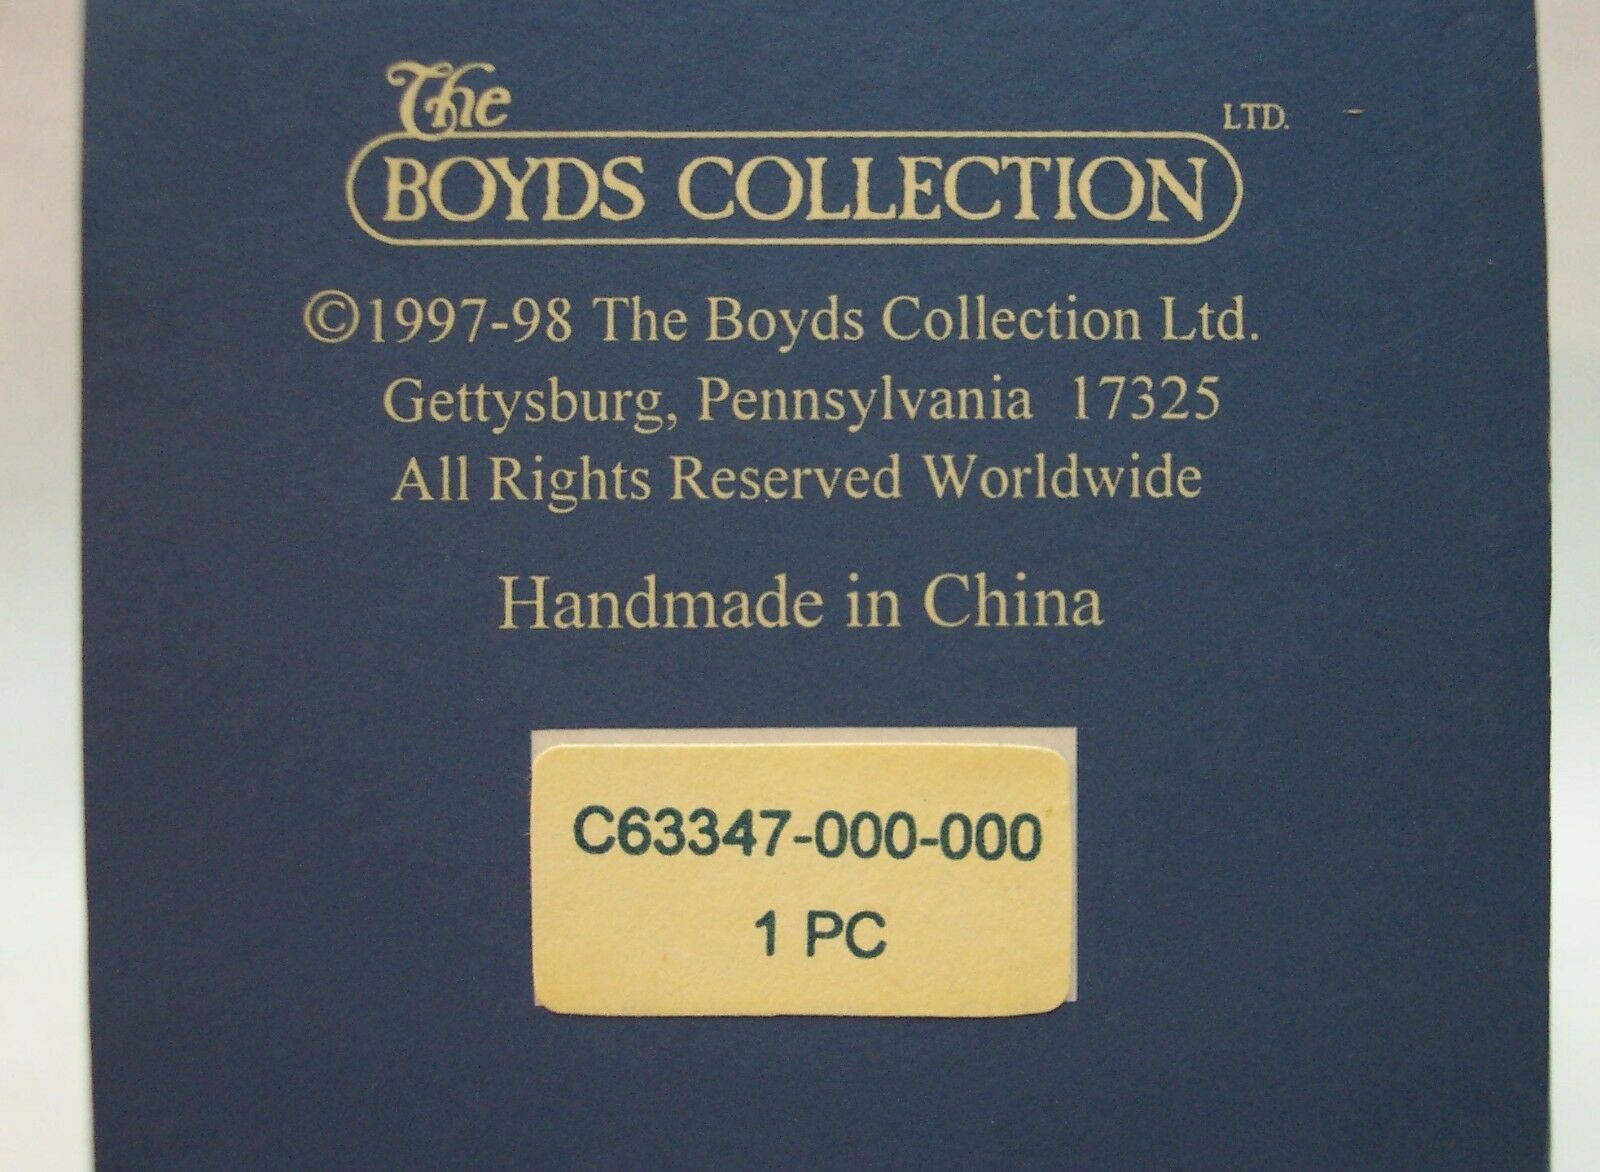 The
BOYDS COLLECTION LTD.
©1997-98 The Boyds Collection Ltd.
Gettysburg, Pennsylvania 17325
All Rights Reserved Worldwide
Handmade in China
C63347-000-000
1 PC